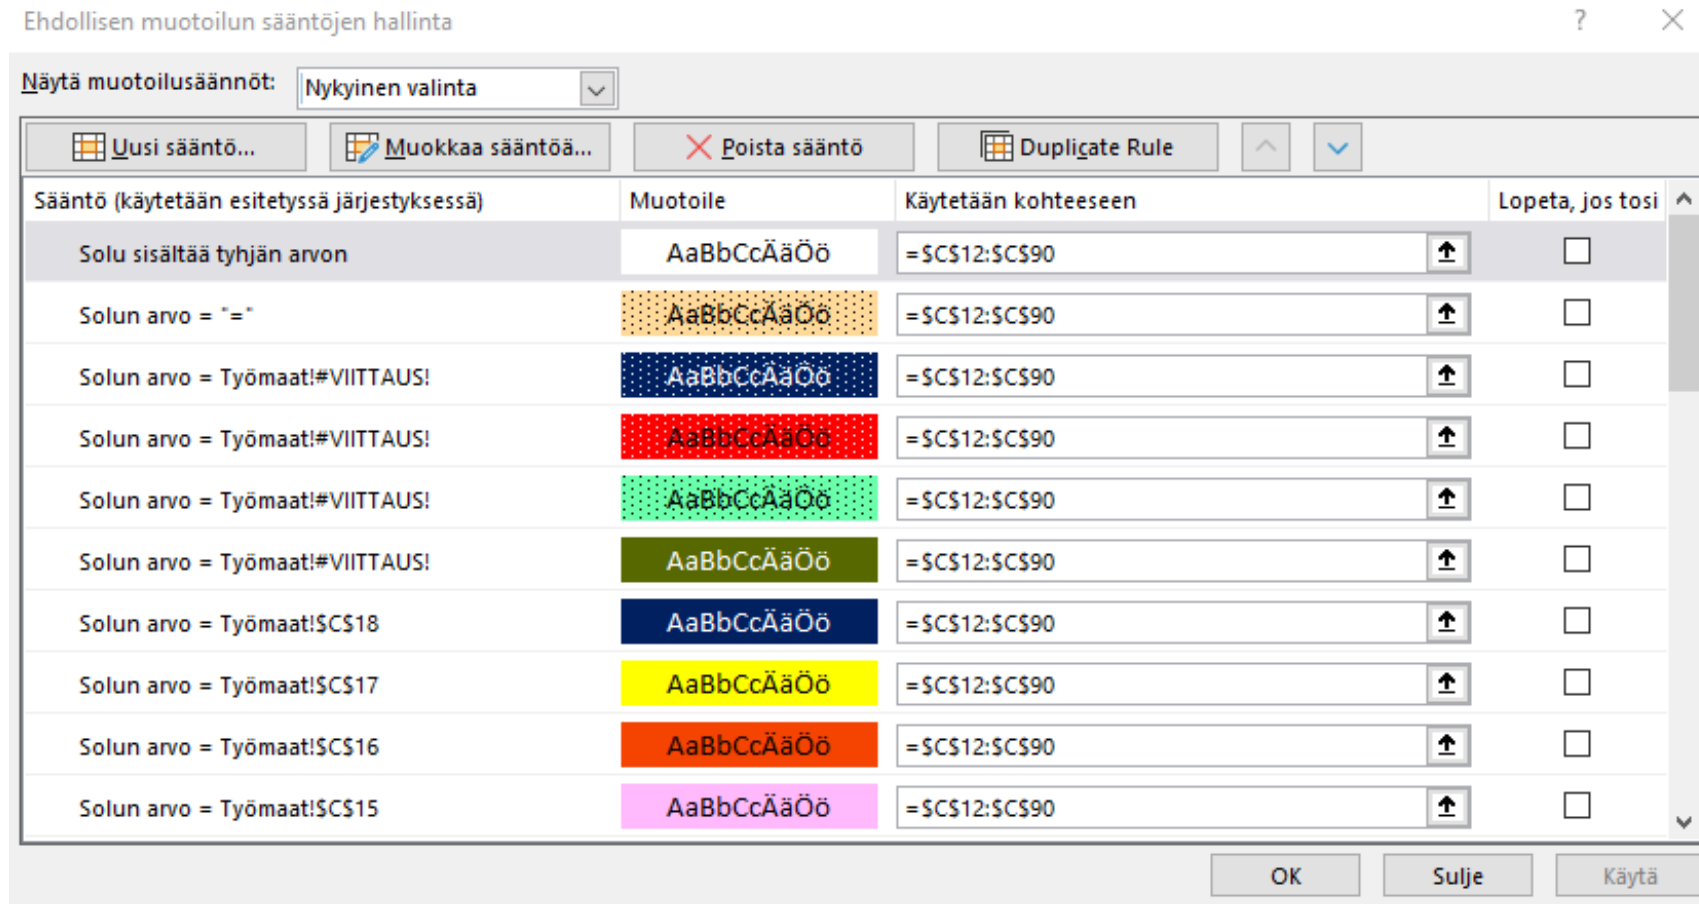 Ehdollisen muotoilun sääntöjen hallinta ?
Näytä muotoilusäännöt: Nykyinen valinta
Uusi sääntö... Muokkaa sääntöä... Poista sääntö Duplicate Rule
Sääntö (käytetään esitetyssä järjestyksessä) Muotoile Käytetään kohteeseen Lopeta, jos tosi
Solu sisältää tyhjän arvon AaBbCcÄäÖö =$C$12:$C$90
Solun arvo = "=" AaBbCcÄäÖö =$C$12:$C$90
Solun arvo = Työmaat!#VIITTAUS! AaBbCcÄäÖö =$C$12:$C$90
Solun arvo = Työmaat!#VIITTAUS! AaBbCcÄäÖö =$C$12:$C$90
Solun arvo = Työmaat!#VIITTAUS! AaBbCcÄäÖö =$C$12:$C$90
Solun arvo = Työmaat!#VIITTAUS! AaBbCcÄäÖö =$C$12:$C$90
Solun arvo = Työmaat!$C$18 AaBbCcÄäÖö =$C$12:$C$90
Solun arvo = Työmaat!$C$17 AaBbCcÄäÖö =$C$12:$C$90
Solun arvo = Työmaat!$C$16 AaBbCcÄäÖö =$C$12:$C$90
Solun arvo = Työmaat!$C$15 AaBbCcÄäÖö =$C$12:$C$90
OK Sulje Käytä